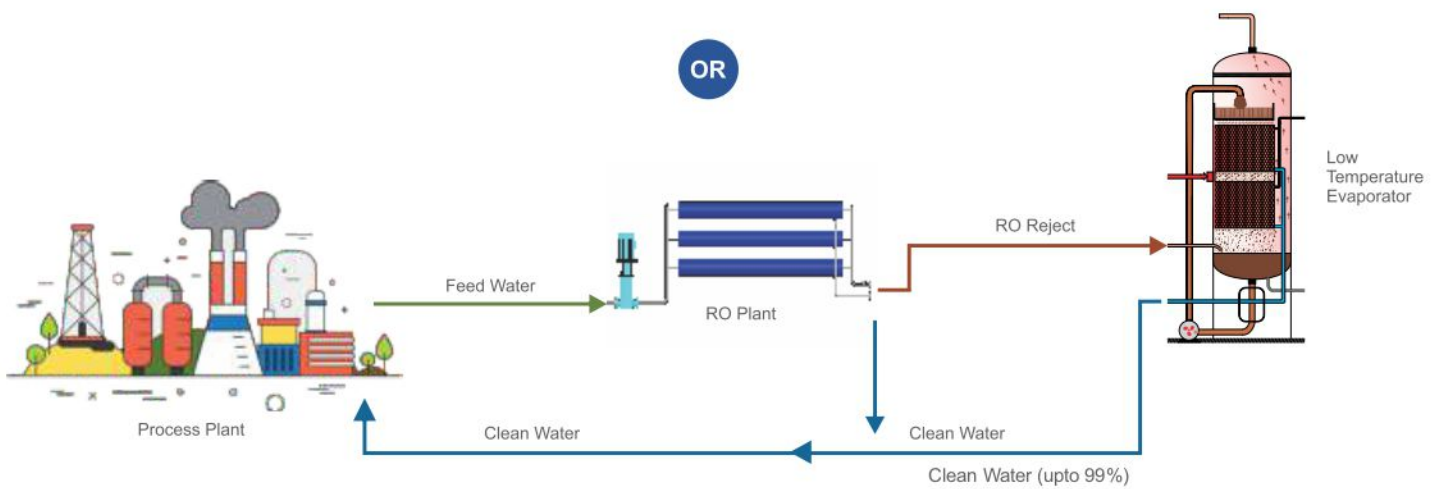 OR
Low
Temperature
Evaporator
RO Reject
Feed Water
RO Plant
Process Plant
Clean Water
Clean Water
Clean Water (upto 99%)